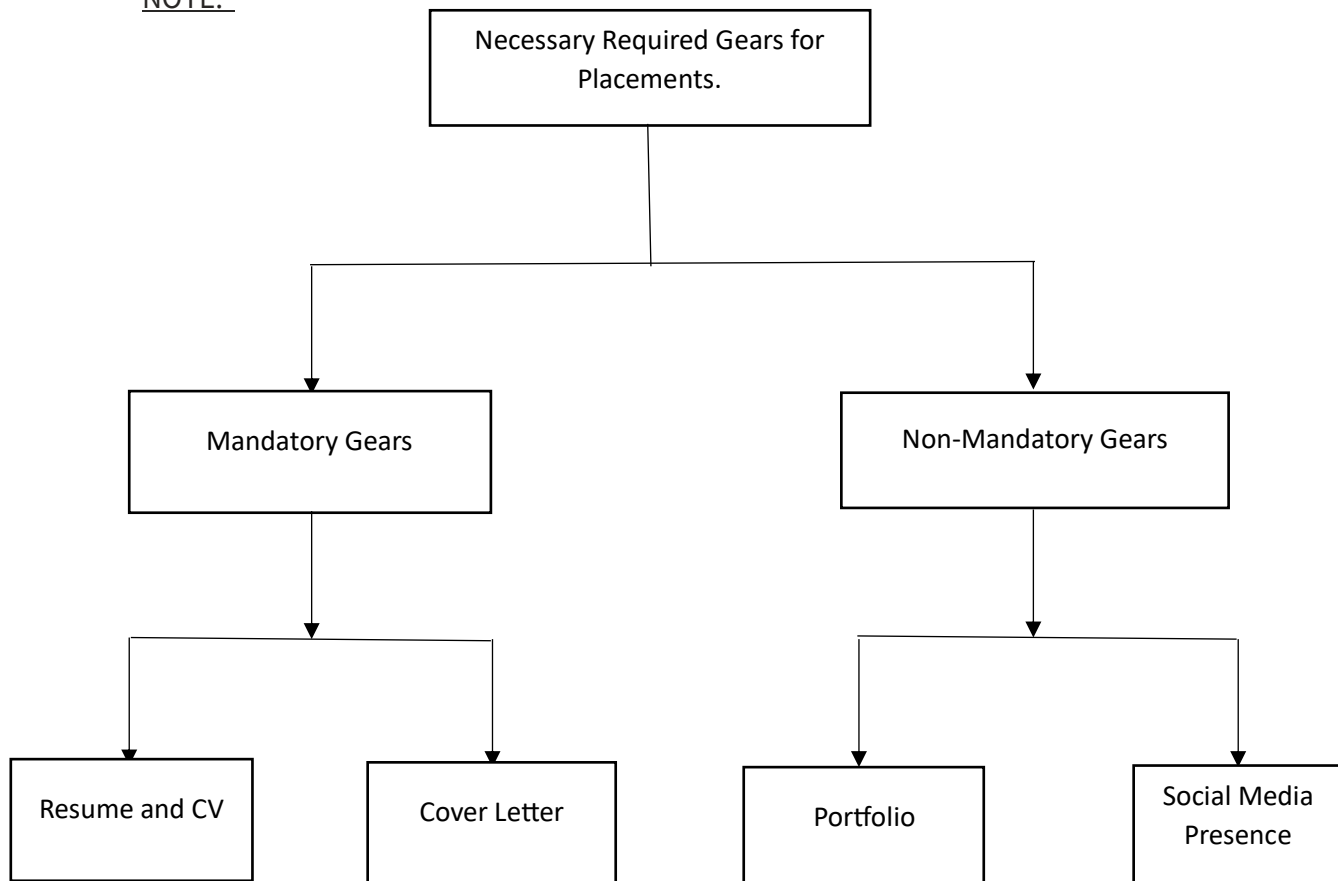 NOTE:
Necessary Required Gears for
Placements.
Mandatory Gears
Non-Mandatory Gears
Resume and CV
Cover Letter
Portfolio
Social Media
Presence